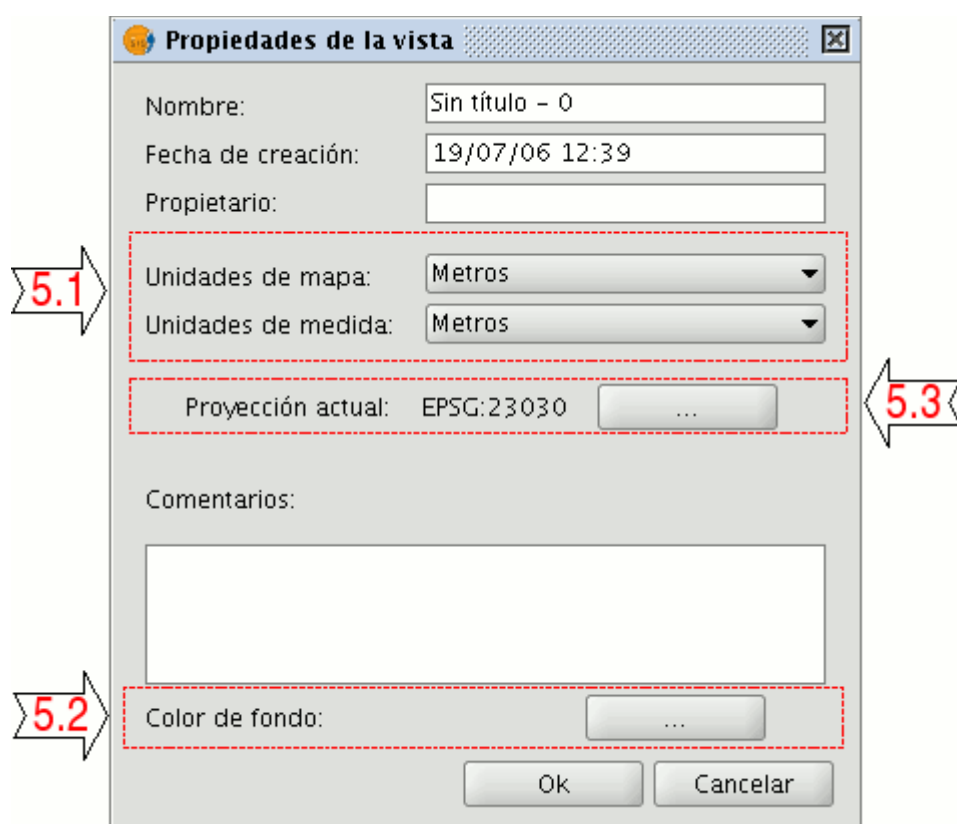 Propiedades de la vista
Nombre: Sin título - 0
Fecha de creación: 19/07/06 12:39
Propietario:
5.1
Unidades de mapa: Metros
Unidades de medida: Metros
Proyección actual: EPSG:23030 ...
5.3
Comentarios:
5.2
Color de fondo: ...
Ok Cancelar